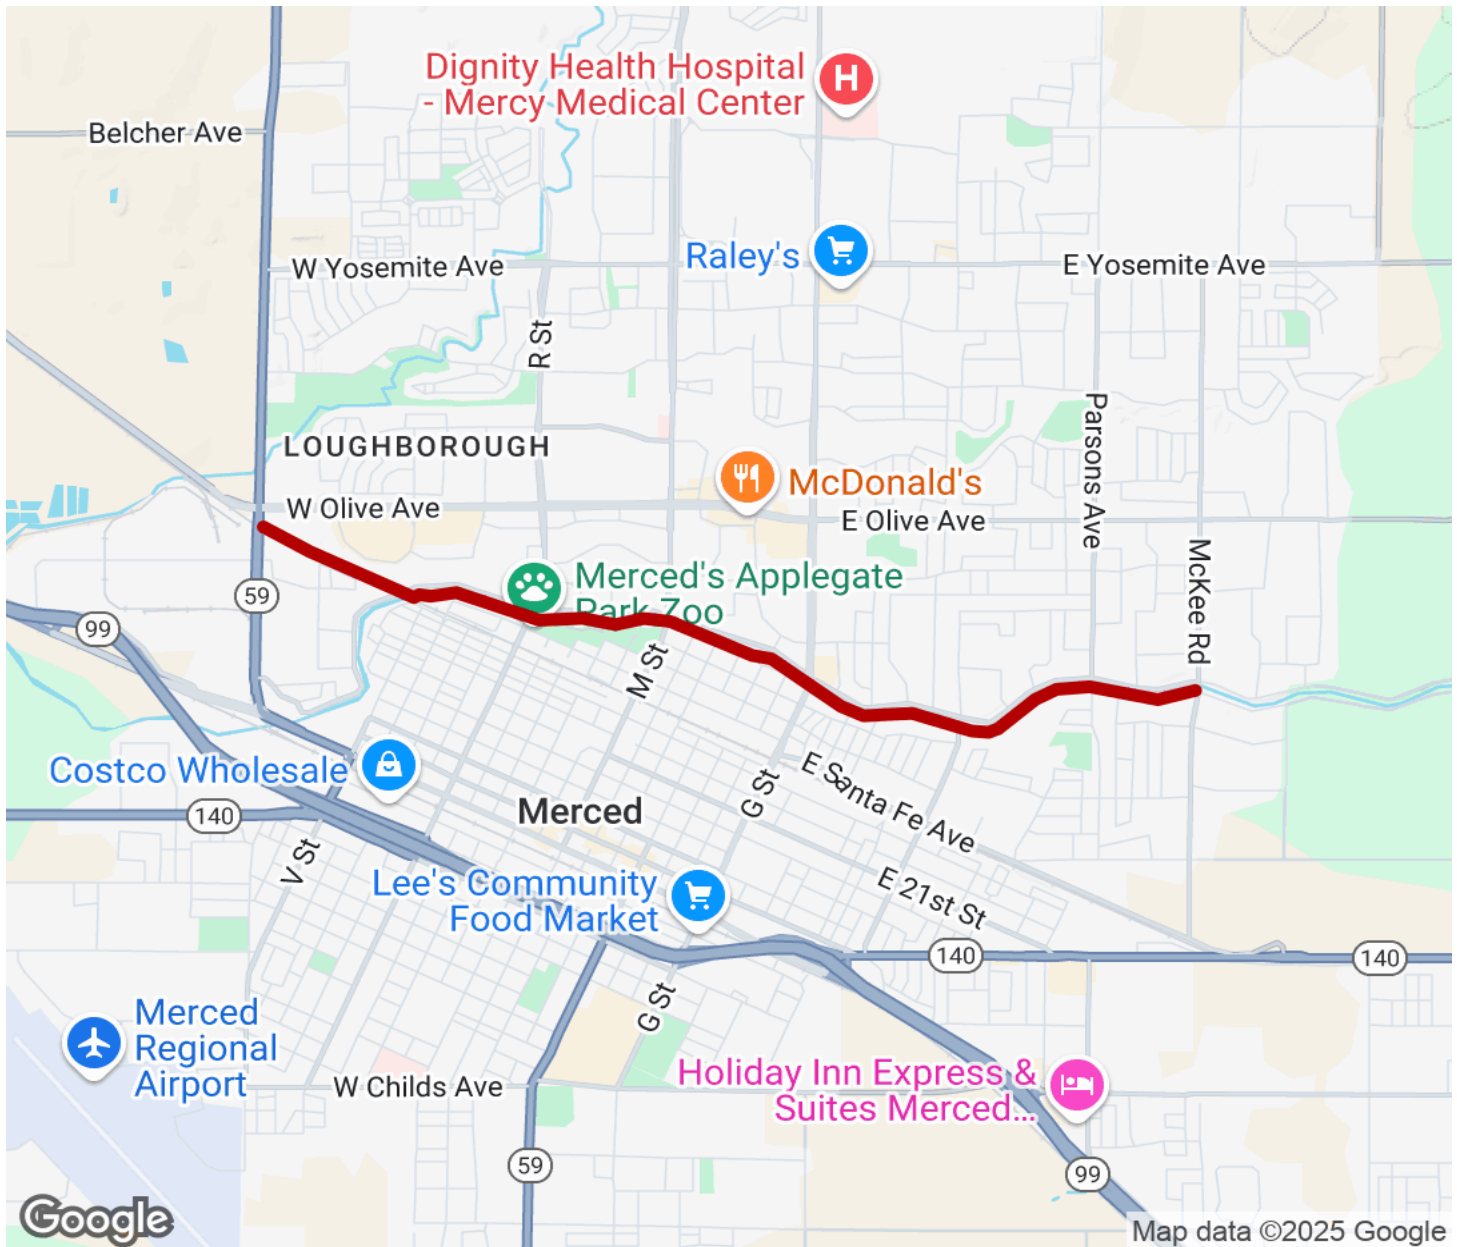 Dignity Health Hospital
- Mercy Medical Center
H
Belcher Ave
W Yosemite Ave
Raley's
E Yosemite Ave
R St
LOUGHBOROUGH
Parsons Ave
McDonald's
W Olive Ave
E Olive Ave
McKee Rd
59
Merced's Applegate
Park Zoo
99
M St
Costco Wholesale
E Santa Fe Ave
G St
140
Merced
V St
Lee's Community
Food Market
E 21st St
140
140
G St
Merced
Regional
Airport
W Childs Ave
Holiday Inn Express &
Suites Merced...
59
99
Google
Map data ©2025 Google